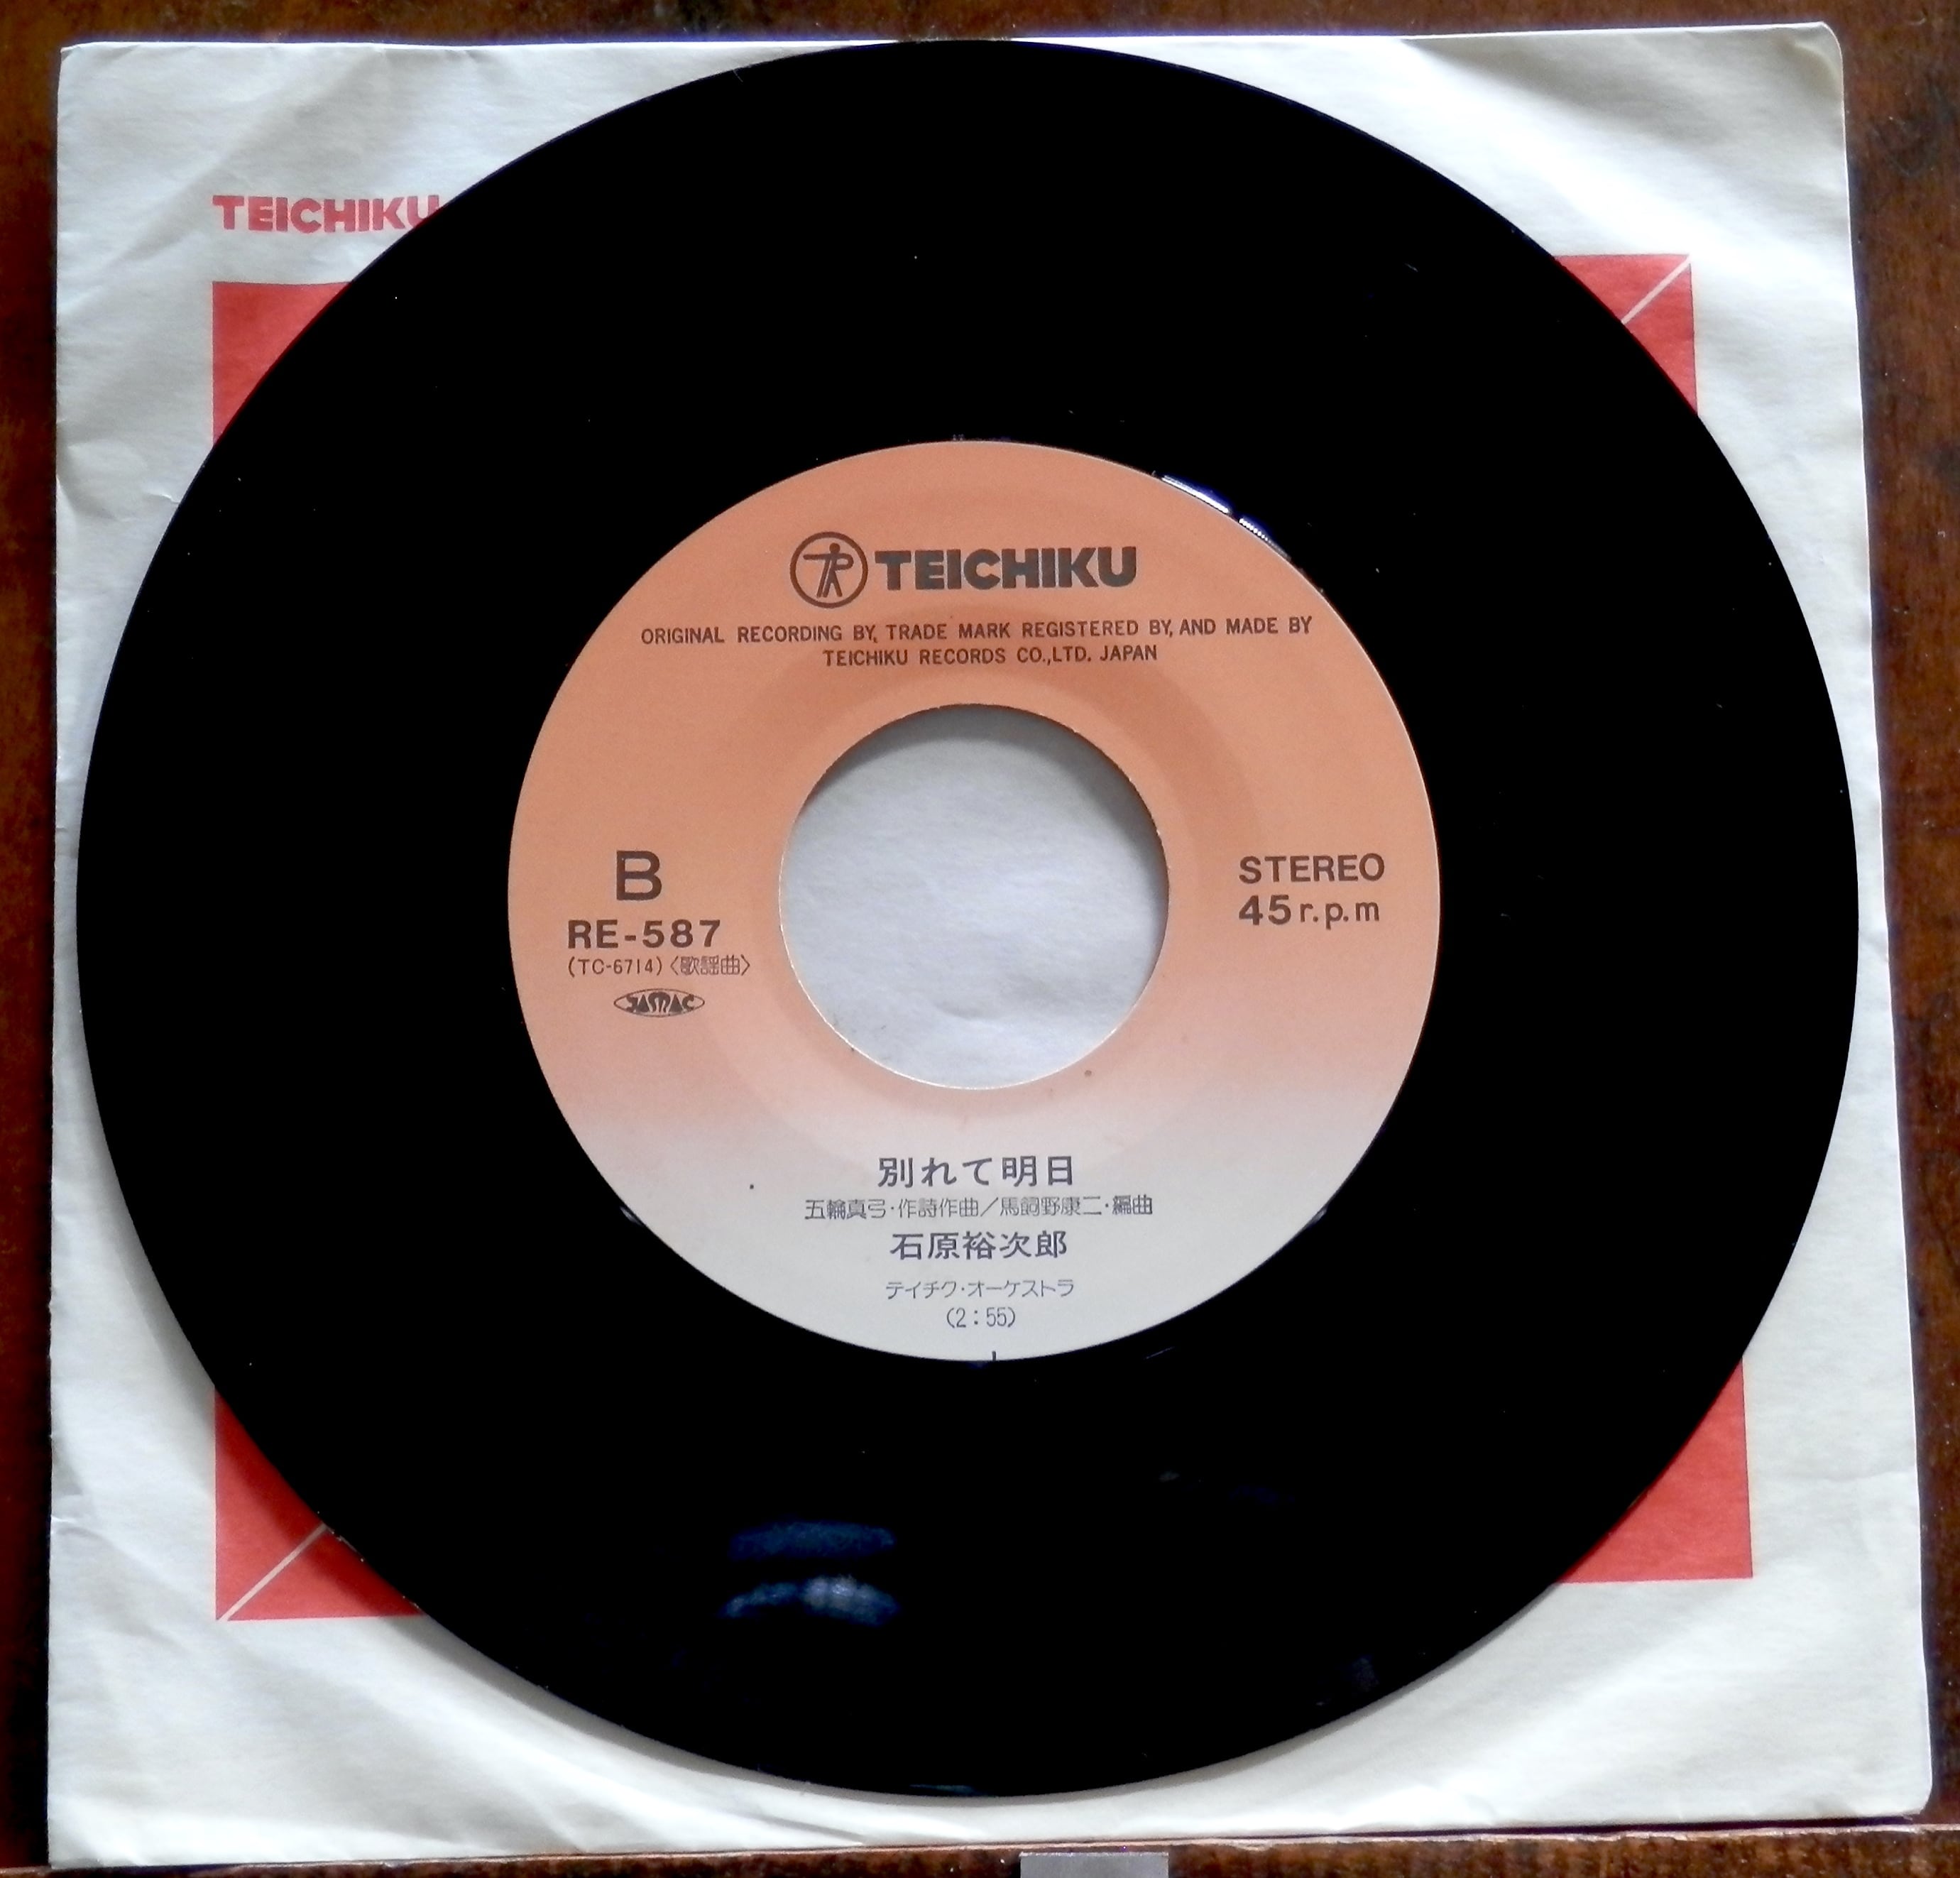 TEICHIKU
TEICHIKU
ORIGINAL RECORDING BY, TRADE MARK REGISTERED BY, AND MADE BY
TEICHIKU RECORDS CO.,LTD. JAPAN
B
RE-587
(TC-6714)〈歌謡曲〉
JASRAC
STEREO
45 r.p.m
別れて明日
五輪真弓・作詩作曲／馬飼野康二・編曲
石原裕次郎
テイチク・オーケストラ
(2:55)